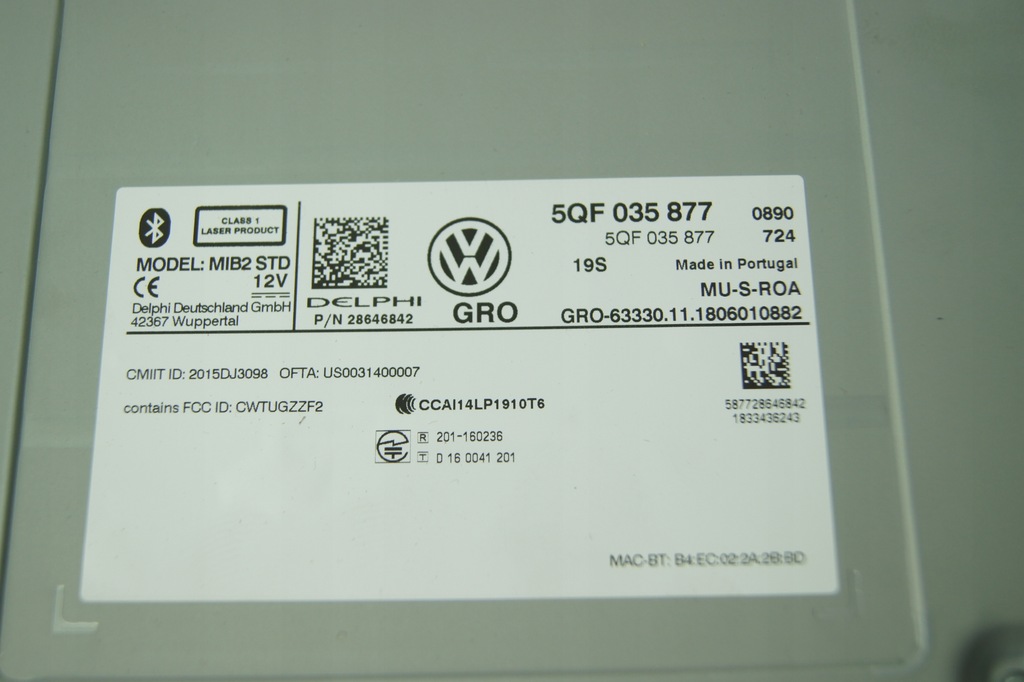 CLASS 1
LASER PRODUCT
MODEL: MIB2 STD
12V
CE
Delphi Deutschland GmbH
42367 Wuppertal
DELPHI
P/N 28646842
VW
GRO
5QF 035 877 0890
5QF 035 877 724
19S Made in Portugal
MU-S-ROA
GRO-63330.11.1806010882
CMIIT ID: 2015DJ3098 OFTA: US0031400007
contains FCC ID: CWTUGZZF2
CCAI14LP1910T6
R 201-160236
T D 16 0041 201
587728646842
1833436243
MAC-BT: B4:EC:02:2A:2B:BD